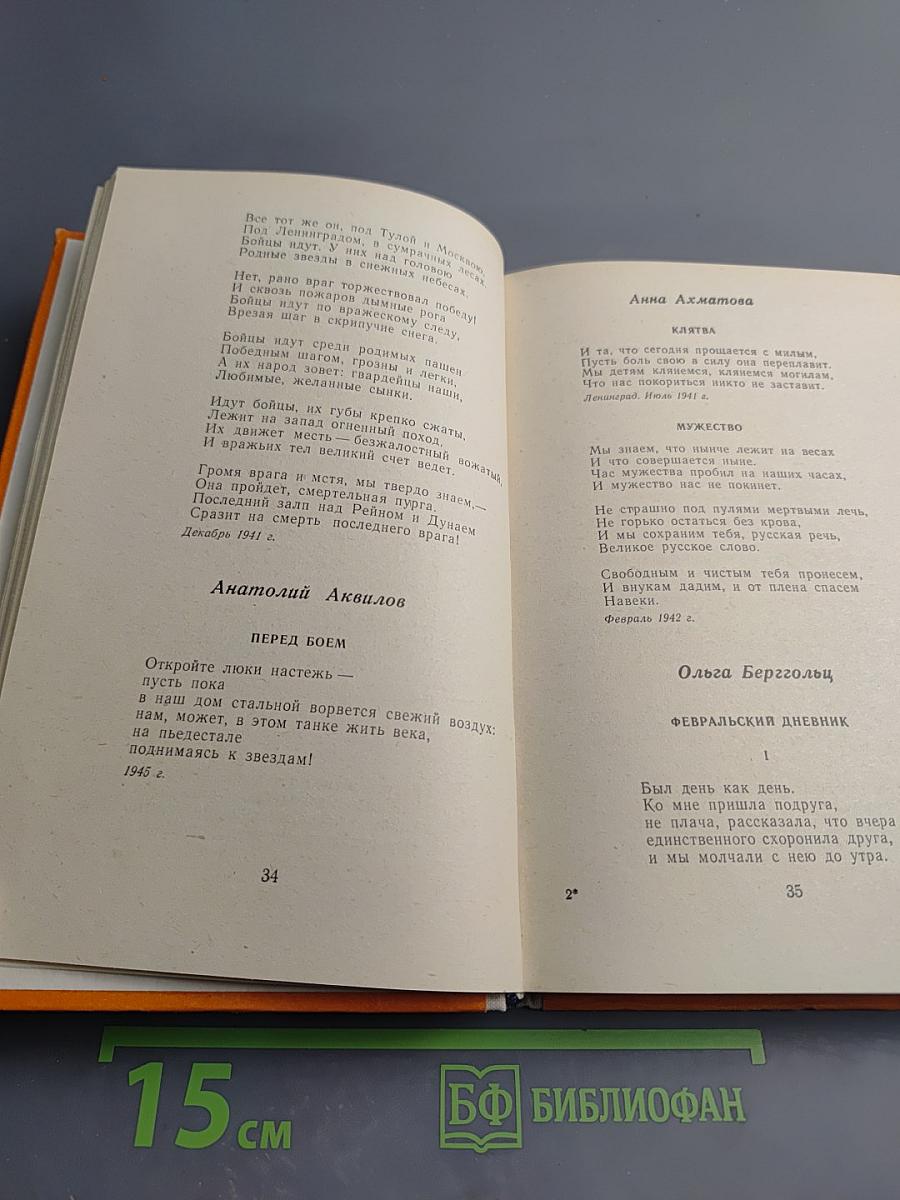 Все тот же он, под Тулой и Москвою,
Под Ленинградом, в сумрачных лесах.
Бойцы идут. У них над головою
Родные звезды в снежных небесах.
Нет, рано враг торжествовал победу!
И сквозь пожаров дымные рога
Бойцы идут по вражескому следу,
Врезая шаг в скрипучие снега.
Бойцы идут среди родимых пашен
Победным шагом, грозны и легки,
А их народ зовет: гвардейцы наши,
Любимые, желанные сынки.
Идут бойцы, их губы крепко сжаты,
Лежит на запад огненный поход,
Их движет месть — безжалостный вожатый,
И вражьих тел великий счет ведет.
Громя врага и мстя, мы твердо знаем,—
Она пройдет, смертельная пурга.
Последний залп над Рейном и Дунаем
Сразит на смерть последнего врага!
Декабрь 1941 г.
Анатолий Аквилов
ПЕРЕД БОЕМ
Откройте люки настежь —
пусть пока
в наш дом стальной ворвется свежий воздух:
нам, может, в этом танке жить века,
на пьедестале
поднимаясь к звездам!
1945 г.
34
Анна Ахматова
КЛЯТВА
И та, что сегодня прощается с милым,
Пусть боль свою в силу она переплавит.
Мы детям клянемся, клянемся могилам,
Что нас покориться никто не заставит.
Ленинград. Июль 1941 г.
МУЖЕСТВО
Мы знаем, что нынче лежит на весах
И что совершается ныне.
Час мужества пробил на наших часах,
И мужество нас не покинет.
Не страшно под пулями мертвыми лечь,
Не горько остаться без крова,
И мы сохраним тебя, русская речь,
Великое русское слово.
Свободным и чистым тебя пронесем,
И внукам дадим, и от плена спасем
Навеки.
Февраль 1942 г.
Ольга Берггольц
ФЕВРАЛЬСКИЙ ДНЕВНИК
I
Был день как день.
Ко мне пришла подруга,
не плача, рассказала, что вчера
единственного схоронила друга,
и мы молчали с нею до утра.
2*
35
15 см
БФ БИБЛИОФАН